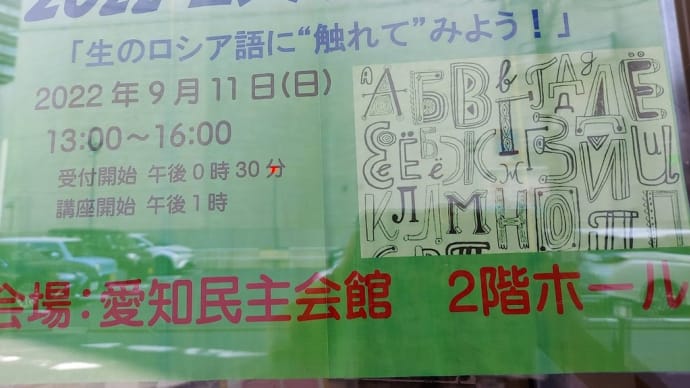 2022
「生のロシア語に“触れて”みよう！」
2022年9月11日(日)
13:00～16:00
受付開始 午後0時30分
講座開始 午後1時
А Б В в Г Д Ё
Ж З Й
К Л М Н О П
会場：愛知民主会館 2階ホール